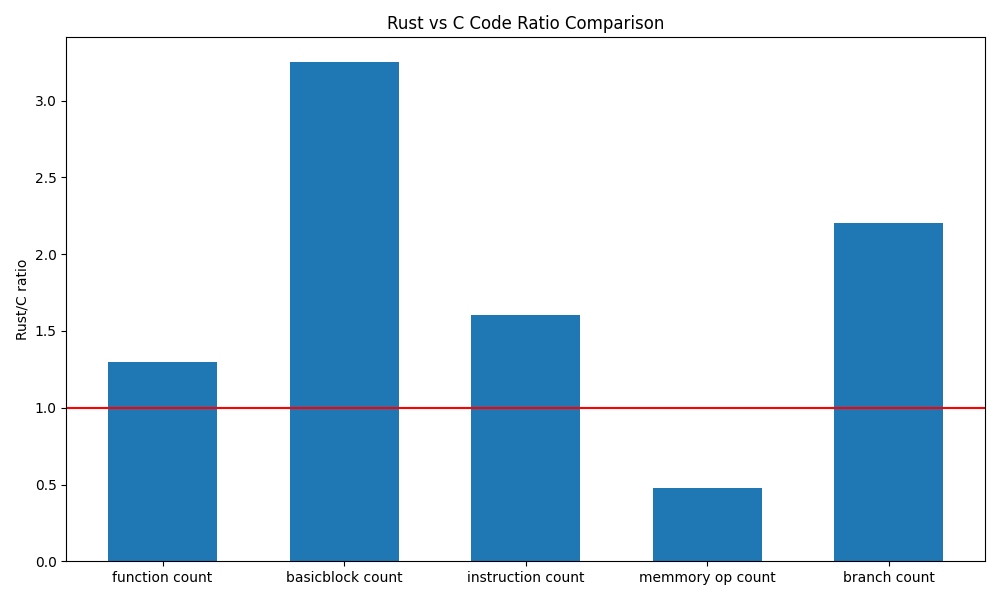 Rust vs C Code Ratio Comparison
Rust/C ratio
3.0
2.5
2.0
1.5
1.0
0.5
0.0
function count
basicblock count
instruction count
memmory op count
branch count